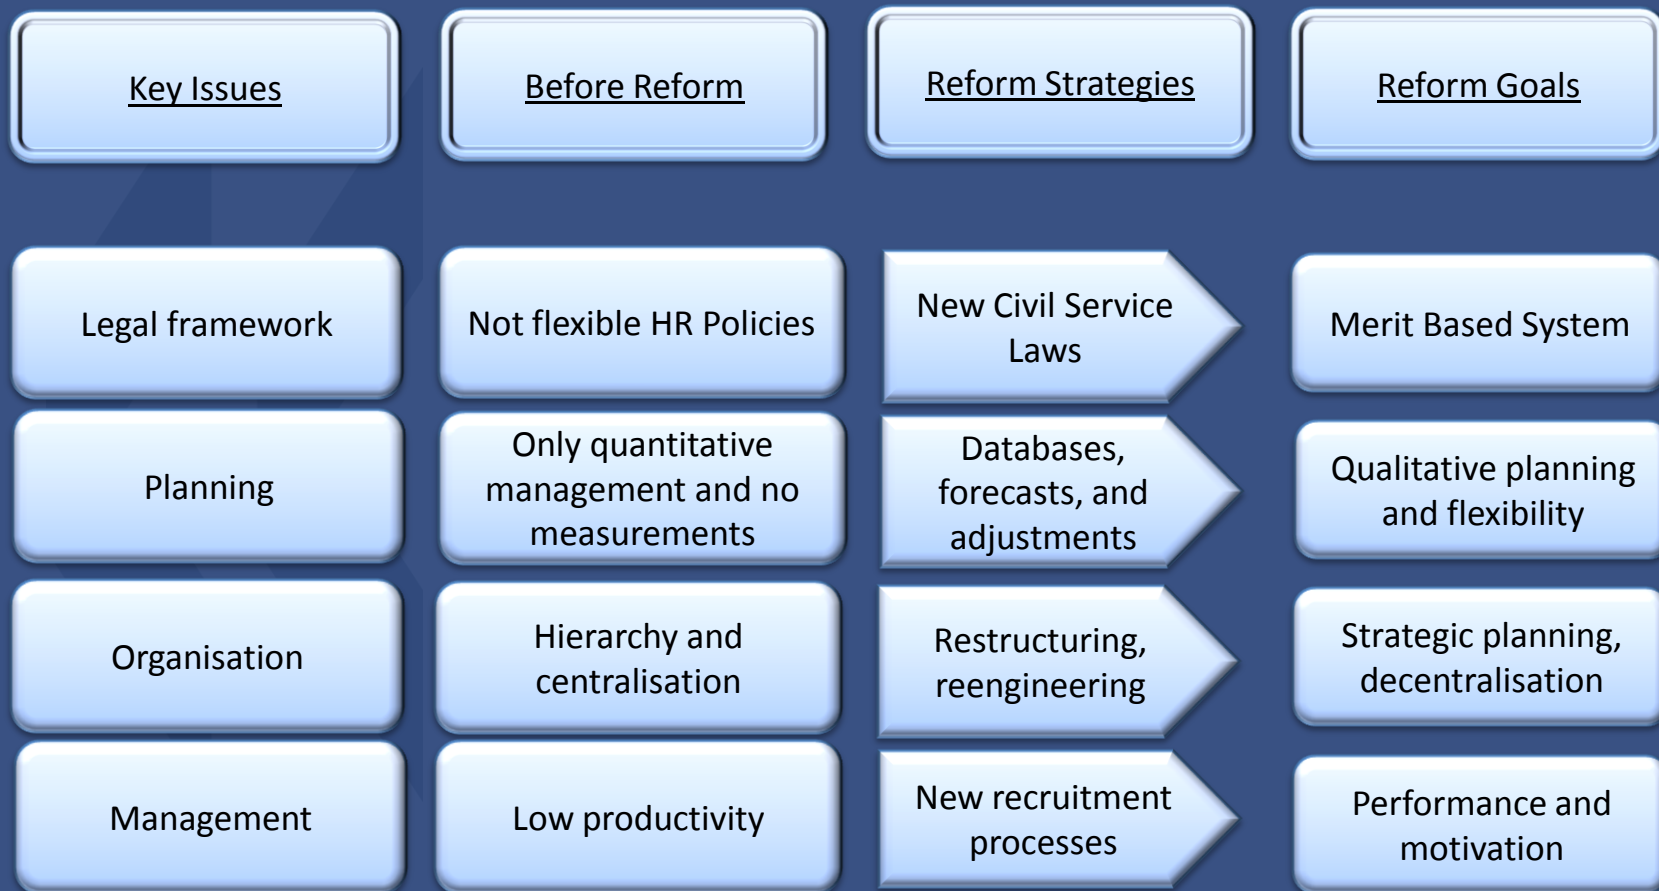 Key Issues
Before Reform
Reform Strategies
Reform Goals
Legal framework
Not flexible HR Policies
New Civil Service
Laws
Merit Based System
Planning
Only quantitative
management and no
measurements
Databases,
forecasts, and
adjustments
Qualitative planning
and flexibility
Organisation
Hierarchy and
centralisation
Restructuring,
reengineering
Strategic planning,
decentralisation
Management
Low productivity
New recruitment
processes
Performance and
motivation